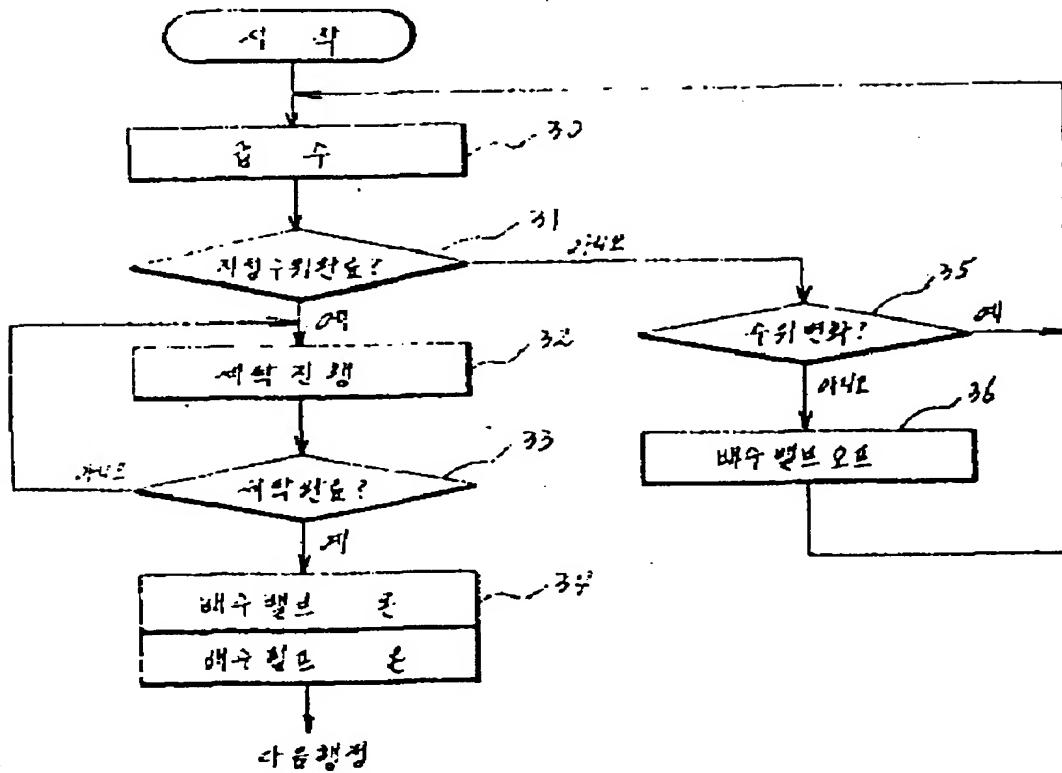 시 작
급 수
30
지정수위완료?
31
아니오
예
수위변화?
35
예
세탁진행
32
아니오
배수밸브오프
36
세탁완료?
33
아니오
예
배수밸브 온
34
배수펌프 온
다음행정